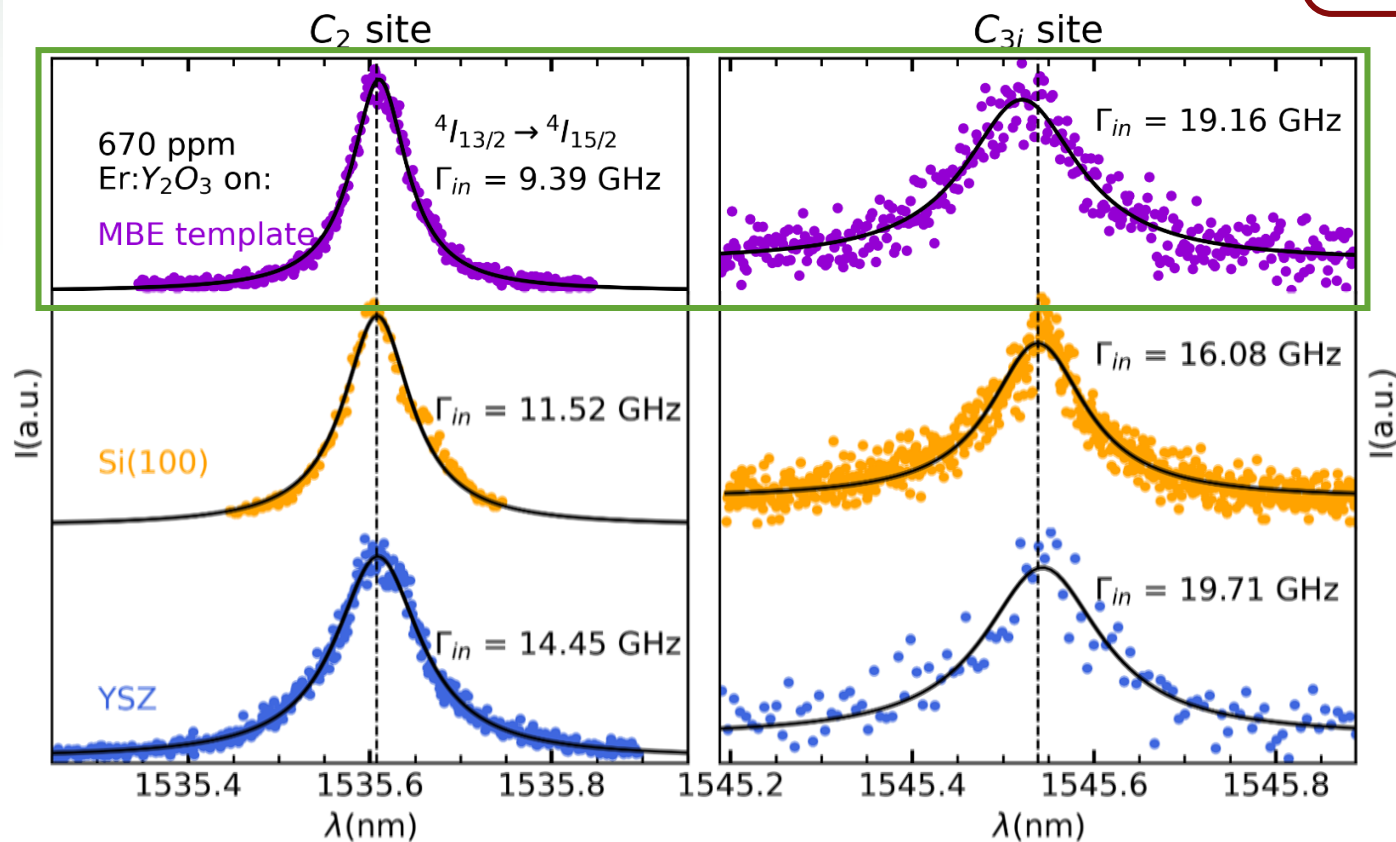 C₂ site
C₃ᵢ site
670 ppm
Er:Y₂O₃ on:
MBE template
⁴I₁₃/₂ → ⁴I₁₅/₂
Γᵢₙ = 9.39 GHz
Γᵢₙ = 19.16 GHz
I(a.u.)
Si(100)
Γᵢₙ = 11.52 GHz
Γᵢₙ = 16.08 GHz
I(a.u.)
YSZ
Γᵢₙ = 14.45 GHz
Γᵢₙ = 19.71 GHz
1535.4 1535.6 1535.8
1545.2 1545.4 1545.6 1545.8
λ(nm)
λ(nm)